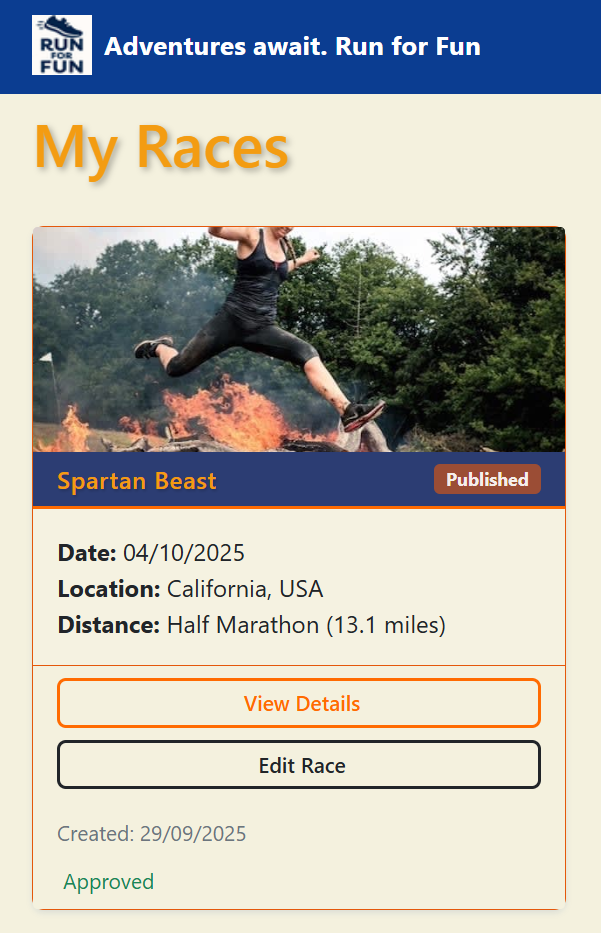 RUN
FOR
FUN
Adventures await. Run for Fun
My Races
Spartan Beast
Published
Date: 04/10/2025
Location: California, USA
Distance: Half Marathon (13.1 miles)
View Details
Edit Race
Created: 29/09/2025
Approved